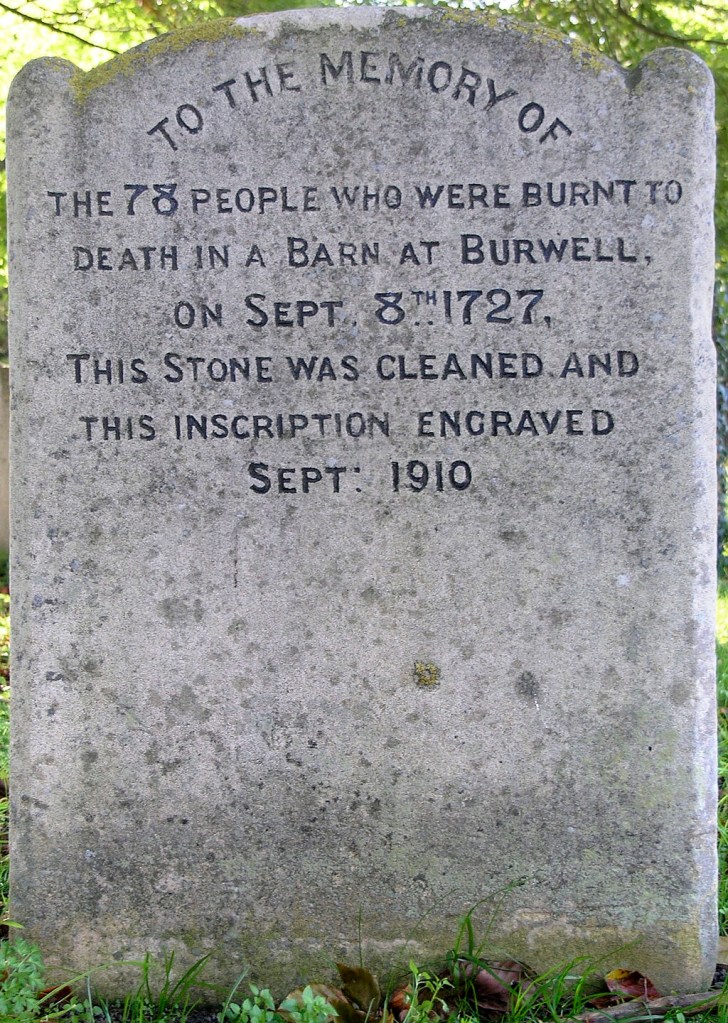 TO THE MEMORY OF
THE 78 PEOPLE WHO WERE BURNT TO
DEATH IN A BARN AT BURWELL,
ON SEPT. 8TH 1727,
THIS STONE WAS CLEANED AND
THIS INSCRIPTION ENGRAVED
SEPT: 1910